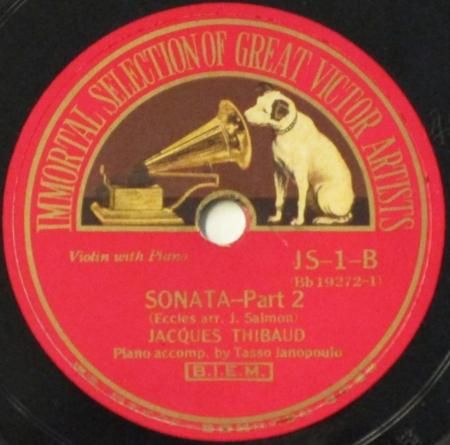 IMMORTAL SELECTION OF GREAT VICTOR ARTISTS
Violin with Piano
JS-1-B
(Bb 19272-1)
SONATA-Part 2
(Eccles arr. J. Salmon)
JACQUES THIBAUD
Piano accomp. by Tasso Janopoulo
B.I.E.M.